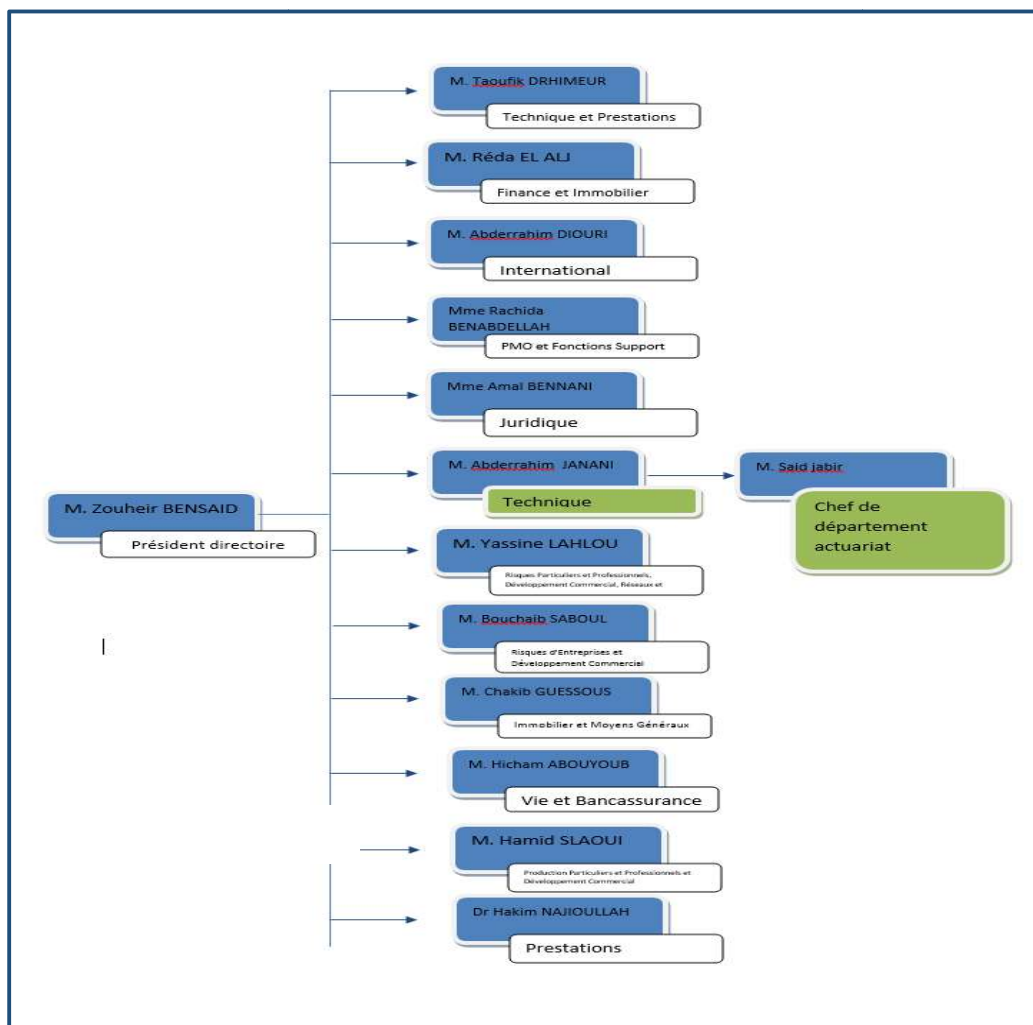 M. Taoufik DRHIMEUR
Technique et Prestations
M. Réda EL ALJ
Finance et Immobilier
M. Abderrahim DIOURI
International
Mme Rachida
BENABDELLAH
PMO et Fonctions Support
Mme Amal BENNANI
Juridique
M. Abderrahim JANANI
Technique
M. Said jabir
Chef de
département
actuariat
M. Zouheir BENSAID
Président directoire
M. Yassine LAHLOU
Risques Particuliers et Professionnels,
Développement Commercial, Réseaux et
M. Bouchaib SABOUL
Risques d'Entreprises et
Développement Commercial
M. Chakib GUESSOUS
Immobilier et Moyens Généraux
M. Hicham ABOUYOUB
Vie et Bancassurance
M. Hamid SLAOUI
Production Particuliers et Professionnels et
Développement Commercial
Dr Hakim NAJIOULLAH
Prestations